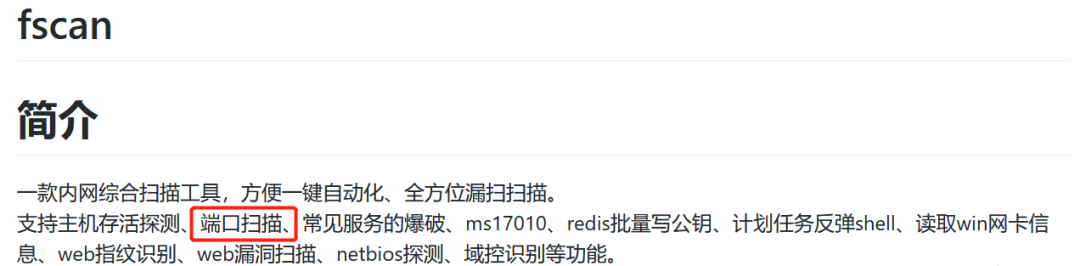 fscan
简介
一款内网综合扫描工具，方便一键自动化、全方位漏扫扫描。
支持主机存活探测、端口扫描、常见服务的爆破、ms17010、redis批量写公钥、计划任务反弹shell、读取win网卡信
息、web指纹识别、web漏洞扫描、netbios探测、域控识别等功能。